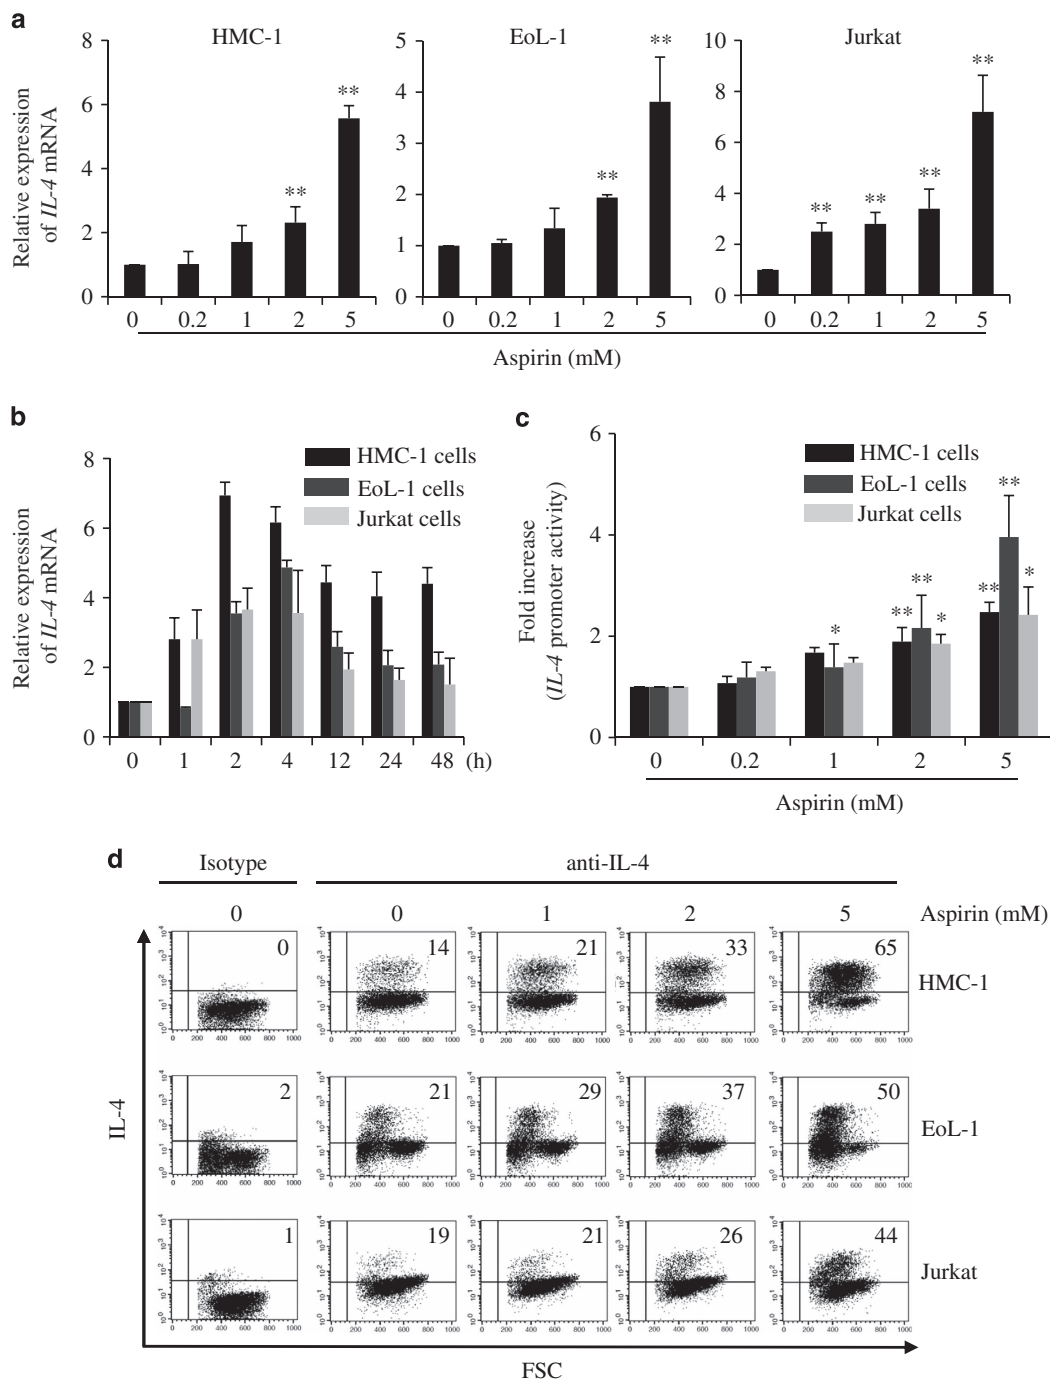 a
HMC-1
EoL-1
Jurkat
Relative expression
of IL-4 mRNA
8
6
4
2
0
**
**
0 0.2 1 2 5
5
4
3
2
1
0
**
**
0 0.2 1 2 5
10
8
6
4
2
0
**
**
**
**
0 0.2 1 2 5
Aspirin (mM)
b
Relative expression
of IL-4 mRNA
8
6
4
2
0
HMC-1 cells
EoL-1 cells
Jurkat cells
0 1 2 4 12 24 48 (h)
c
Fold increase
(IL-4 promoter activity)
6
4
2
0
HMC-1 cells
EoL-1 cells
Jurkat cells
*
** ** *
** ** *
0 0.2 1 2 5
Aspirin (mM)
d
Isotype anti-IL-4
0 0 1 2 5 Aspirin (mM)
0 14 21 33 65
HMC-1
2 21 29 37 50
EoL-1
1 19 21 26 44
Jurkat
IL-4
FSC